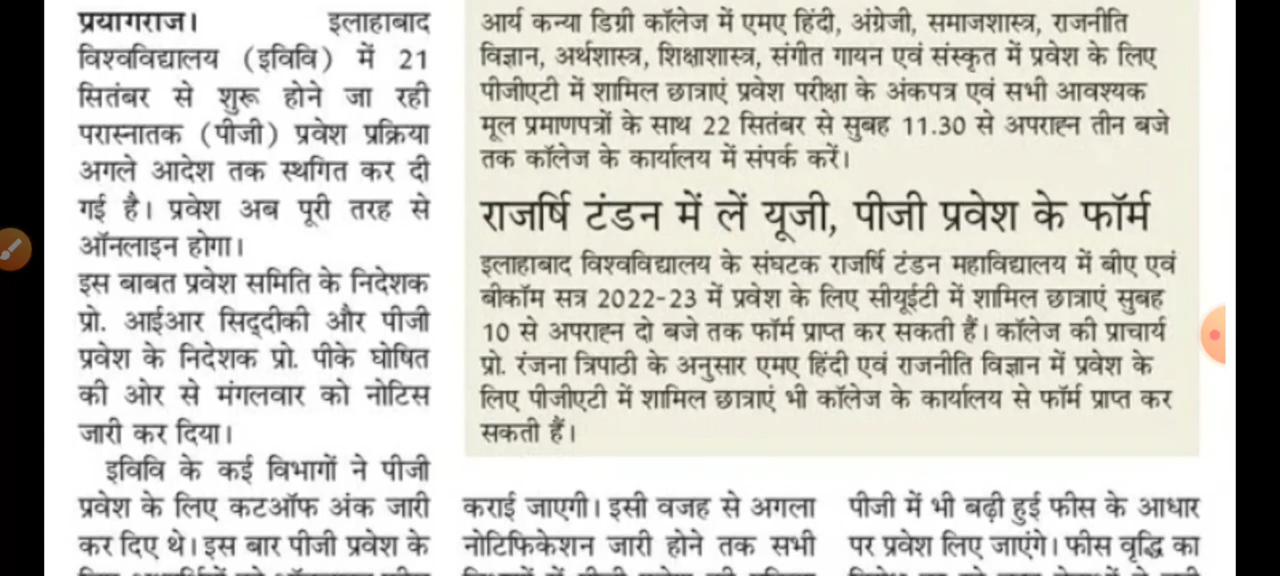 प्रयागराज। इलाहाबाद
विश्वविद्यालय (इविवि) में 21
सितंबर से शुरू होने जा रही
परास्नातक (पीजी) प्रवेश प्रक्रिया
अगले आदेश तक स्थगित कर दी
गई है। प्रवेश अब पूरी तरह से
ऑनलाइन होगा।
इस बाबत प्रवेश समिति के निदेशक
प्रो. आईआर सिद्दीकी और पीजी
प्रवेश के निदेशक प्रो. पीके घोषित
की ओर से मंगलवार को नोटिस
जारी कर दिया।
इविवि के कई विभागों ने पीजी
प्रवेश के लिए कटऑफ अंक जारी
कर दिए थे। इस बार पीजी प्रवेश के
आर्य कन्या डिग्री कॉलेज में एमए हिंदी, अंग्रेजी, समाजशास्त्र, राजनीति
विज्ञान, अर्थशास्त्र, शिक्षाशास्त्र, संगीत गायन एवं संस्कृत में प्रवेश के लिए
पीजीएटी में शामिल छात्राएं प्रवेश परीक्षा के अंकपत्र एवं सभी आवश्यक
मूल प्रमाणपत्रों के साथ 22 सितंबर से सुबह 11.30 से अपराह्न तीन बजे
तक कॉलेज के कार्यालय में संपर्क करें।
राजर्षि टंडन में लें यूजी, पीजी प्रवेश के फॉर्म
इलाहाबाद विश्वविद्यालय के संघटक राजर्षि टंडन महाविद्यालय में बीए एवं
बीकॉम सत्र 2022-23 में प्रवेश के लिए सीयूईटी में शामिल छात्राएं सुबह
10 से अपराह्न दो बजे तक फॉर्म प्राप्त कर सकती हैं। कॉलेज की प्राचार्य
प्रो. रंजना त्रिपाठी के अनुसार एमए हिंदी एवं राजनीति विज्ञान में प्रवेश के
लिए पीजीएटी में शामिल छात्राएं भी कॉलेज के कार्यालय से फॉर्म प्राप्त कर
सकती हैं।
कराई जाएगी। इसी वजह से अगला
नोटिफिकेशन जारी होने तक सभी
पीजी में भी बढ़ी हुई फीस के आधार
पर प्रवेश लिए जाएंगे। फीस वृद्धि का